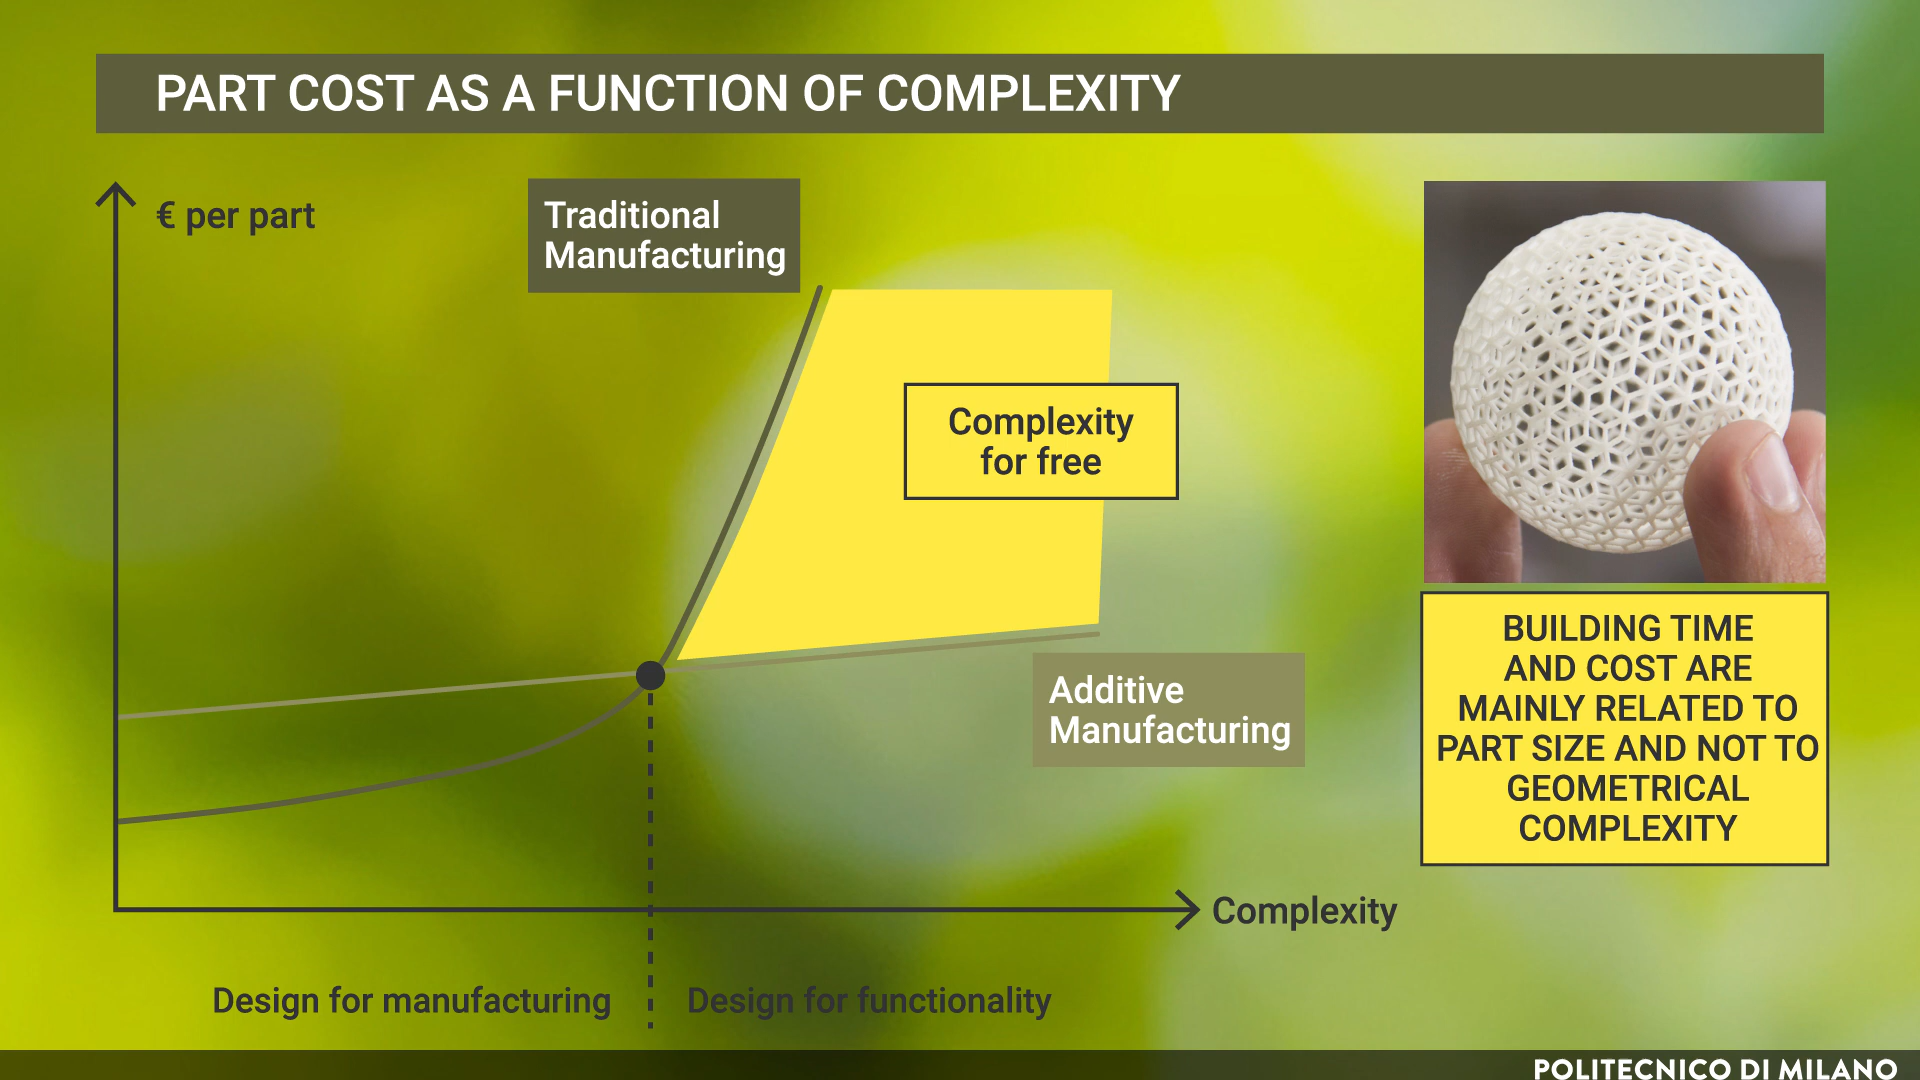 PART COST AS A FUNCTION OF COMPLEXITY
€ per part
Traditional
Manufacturing
Complexity
for free
Additive
Manufacturing
Complexity
Design for manufacturing
Design for functionality
BUILDING TIME
AND COST ARE
MAINLY RELATED TO
PART SIZE AND NOT TO
GEOMETRICAL
COMPLEXITY
POLITECNICO DI MILANO